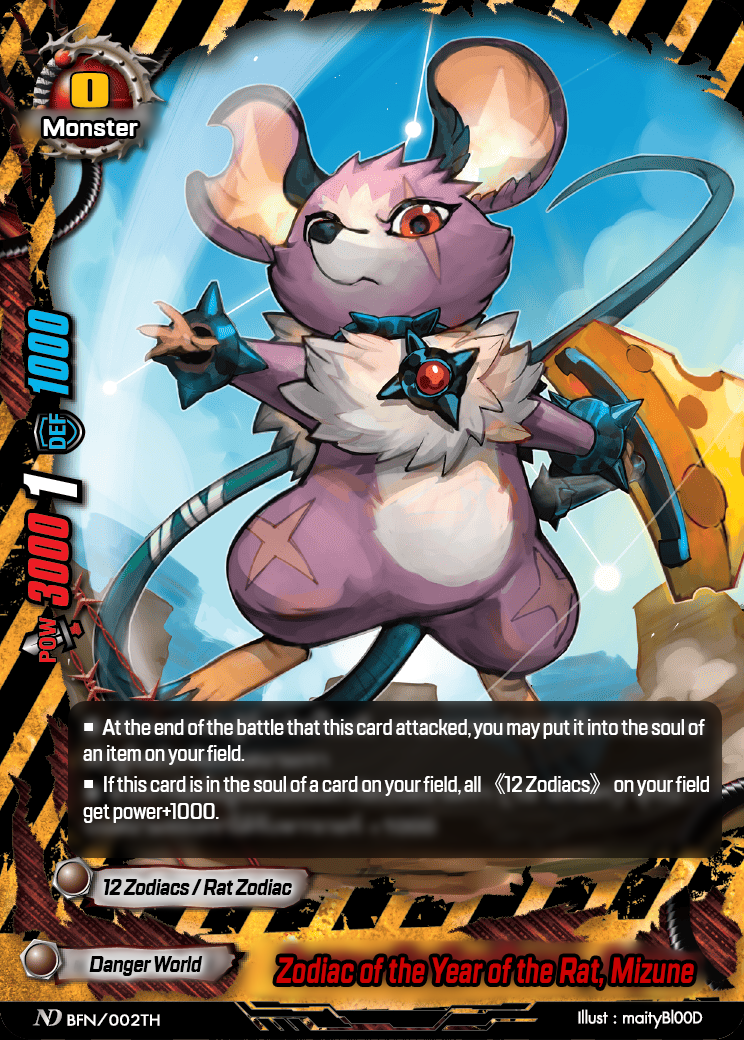 0
Monster
DEF 1000
1
POW 3000
■ At the end of the battle that this card attacked, you may put it into the soul of
an item on your field.
■ If this card is in the soul of a card on your field, all 《12 Zodiacs》 on your field
get power+1000.
12 Zodiacs / Rat Zodiac
Danger World
Zodiac of the Year of the Rat, Mizune
ND BFN/002TH
Illust : maityBl00D